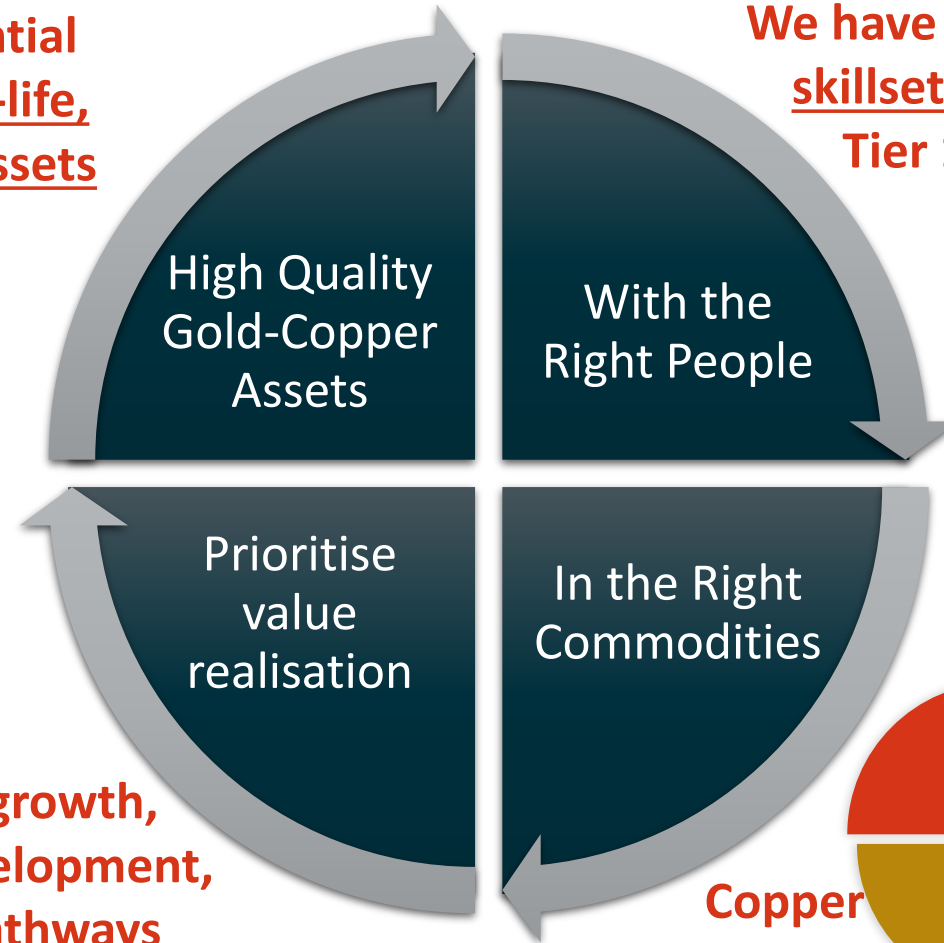 ntial
-life,
ssets
We have
skillset
Tier
High Quality
Gold-Copper
Assets
With the
Right People
Prioritise
value
realisation
In the Right
Commodities
growth,
elopment,
athways
Copper